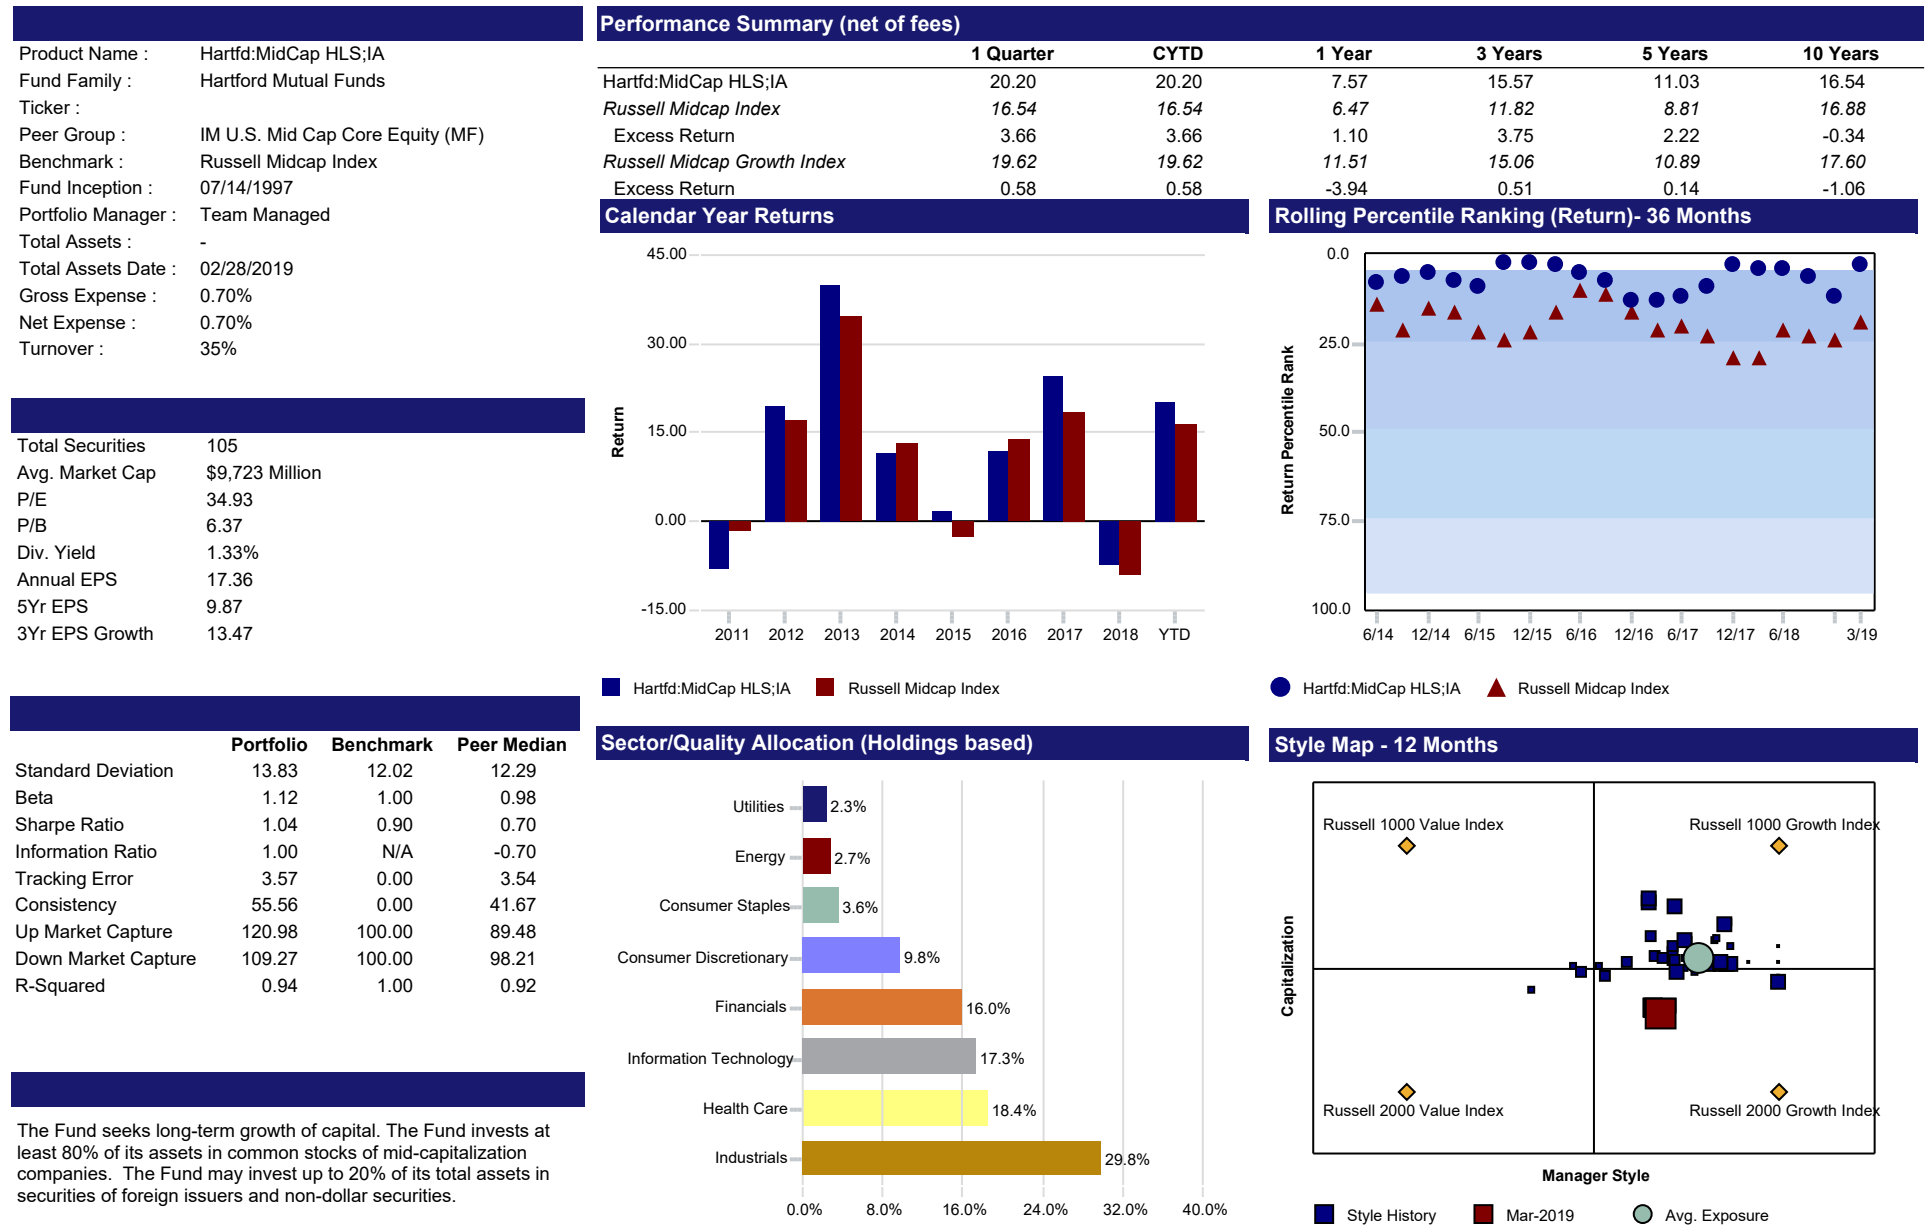 Product Name : Hartfd:MidCap HLS;IA
Fund Family : Hartford Mutual Funds
Ticker :
Peer Group : IM U.S. Mid Cap Core Equity (MF)
Benchmark : Russell Midcap Index
Fund Inception : 07/14/1997
Portfolio Manager : Team Managed
Total Assets : -
Total Assets Date : 02/28/2019
Gross Expense : 0.70%
Net Expense : 0.70%
Turnover : 35%
Total Securities 105
Avg. Market Cap $9,723 Million
P/E 34.93
P/B 6.37
Div. Yield 1.33%
Annual EPS 17.36
5Yr EPS 9.87
3Yr EPS Growth 13.47
Portfolio Benchmark Peer Median
Standard Deviation 13.83 12.02 12.29
Beta 1.12 1.00 0.98
Sharpe Ratio 1.04 0.90 0.70
Information Ratio 1.00 N/A -0.70
Tracking Error 3.57 0.00 3.54
Consistency 55.56 0.00 41.67
Up Market Capture 120.98 100.00 89.48
Down Market Capture 109.27 100.00 98.21
R-Squared 0.94 1.00 0.92
The Fund seeks long-term growth of capital. The Fund invests at
least 80% of its assets in common stocks of mid-capitalization
companies. The Fund may invest up to 20% of its total assets in
securities of foreign issuers and non-dollar securities.
Performance Summary (net of fees)
1 Quarter CYTD 1 Year 3 Years 5 Years 10 Years
Hartfd:MidCap HLS;IA 20.20 20.20 7.57 15.57 11.03 16.54
Russell Midcap Index 16.54 16.54 6.47 11.82 8.81 16.88
Excess Return 3.66 3.66 1.10 3.75 2.22 -0.34
Russell Midcap Growth Index 19.62 19.62 11.51 15.06 10.89 17.60
Excess Return 0.58 0.58 -3.94 0.51 0.14 -1.06
Calendar Year Returns
45.00
30.00
15.00
0.00
-15.00
Return
2011 2012 2013 2014 2015 2016 2017 2018 YTD
Hartfd:MidCap HLS;IA Russell Midcap Index
Rolling Percentile Ranking (Return)- 36 Months
0.0
25.0
50.0
75.0
100.0
Return Percentile Rank
6/14 12/14 6/15 12/15 6/16 12/16 6/17 12/17 6/18 3/19
Hartfd:MidCap HLS;IA Russell Midcap Index
Sector/Quality Allocation (Holdings based)
Utilities 2.3%
Energy 2.7%
Consumer Staples 3.6%
Consumer Discretionary 9.8%
Financials 16.0%
Information Technology 17.3%
Health Care 18.4%
Industrials 29.8%
0.0% 8.0% 16.0% 24.0% 32.0% 40.0%
Style Map - 12 Months
Russell 1000 Value Index Russell 1000 Growth Index
Capitalization
Russell 2000 Value Index Russell 2000 Growth Index
Manager Style
Style History Mar-2019 Avg. Exposure